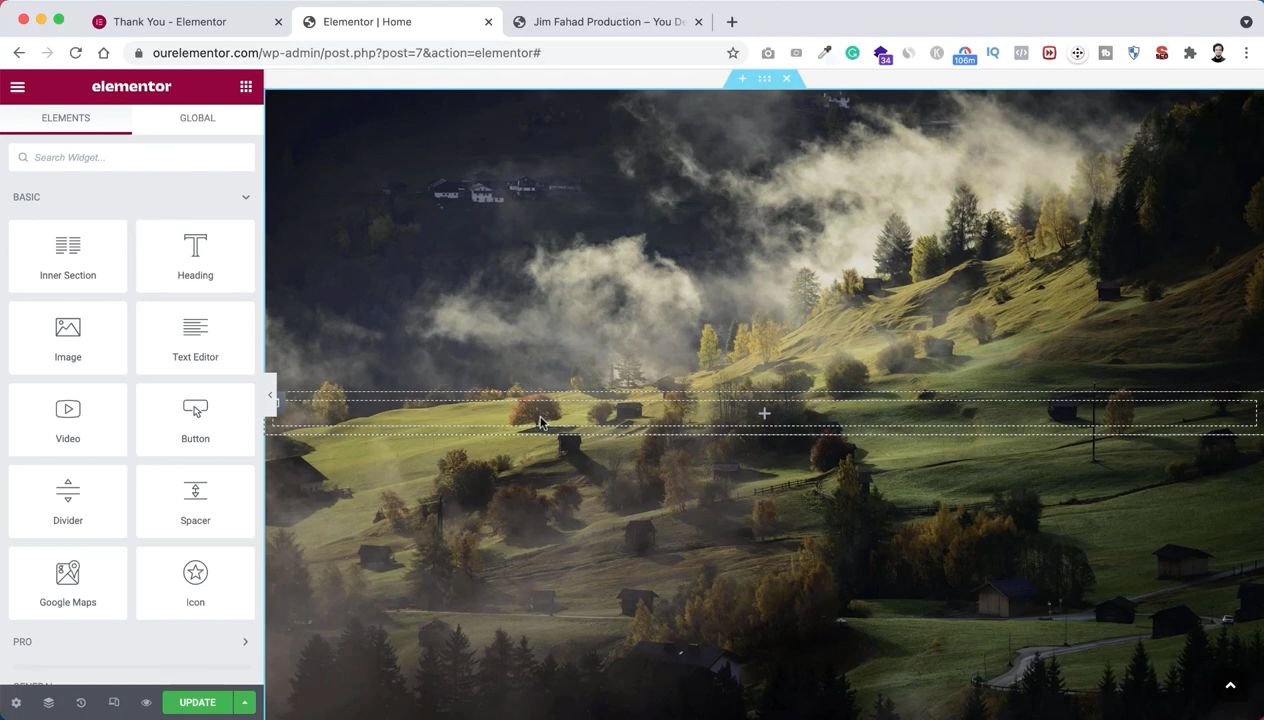 Thank You - Elementor
Elementor | Home
Jim Fahad Production – You De
ourelementor.com/wp-admin/post.php?post=7&action=elementor#
34
106m
IQ
elementor
ELEMENTS
GLOBAL
Search Widget...
BASIC
Inner Section
Heading
Image
Text Editor
Video
Button
Divider
Spacer
Google Maps
Icon
PRO
UPDATE